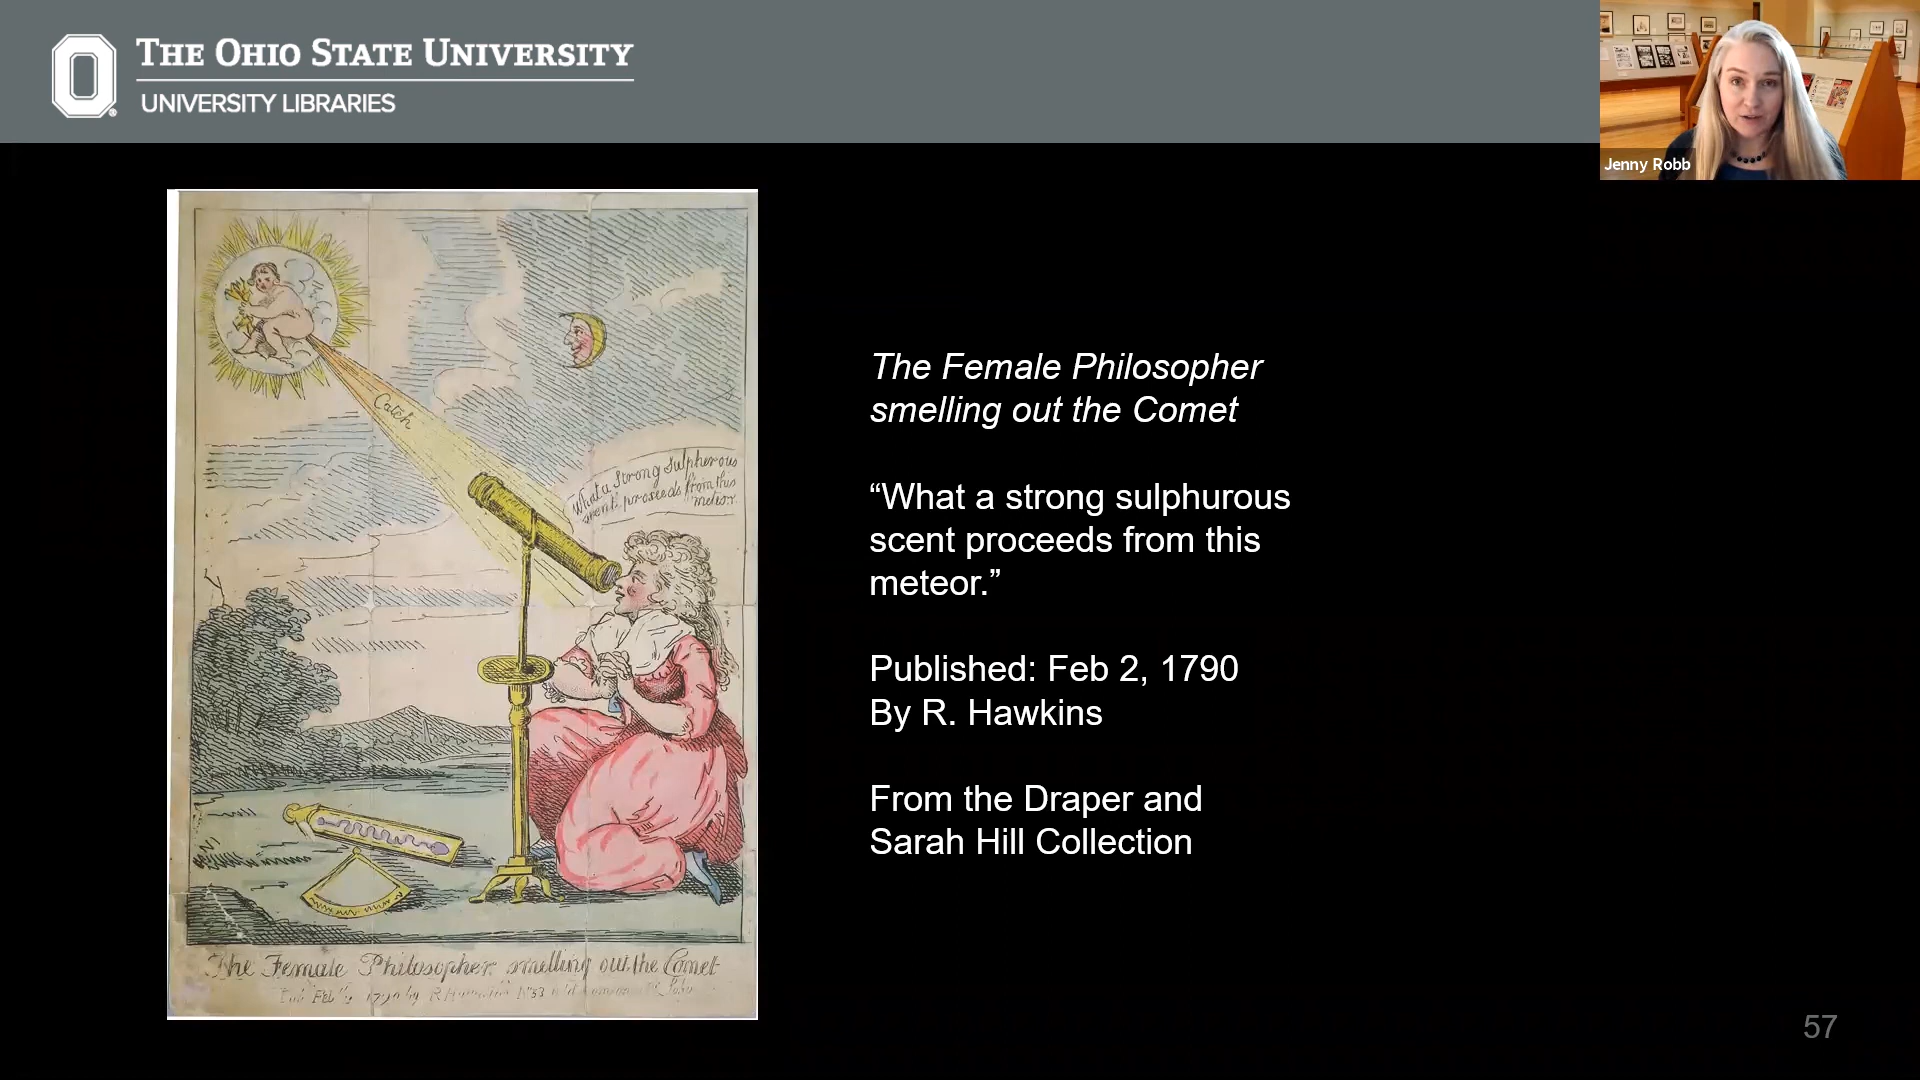 THE OHIO STATE UNIVERSITY
UNIVERSITY LIBRARIES
Jenny Robb
Catch
What a strong sulpherous
scent proceeds from this
meteor.
The Female Philosopher smelling out the Comet
The Female Philosopher
smelling out the Comet
“What a strong sulphurous
scent proceeds from this
meteor.”
Published: Feb 2, 1790
By R. Hawkins
From the Draper and
Sarah Hill Collection
57